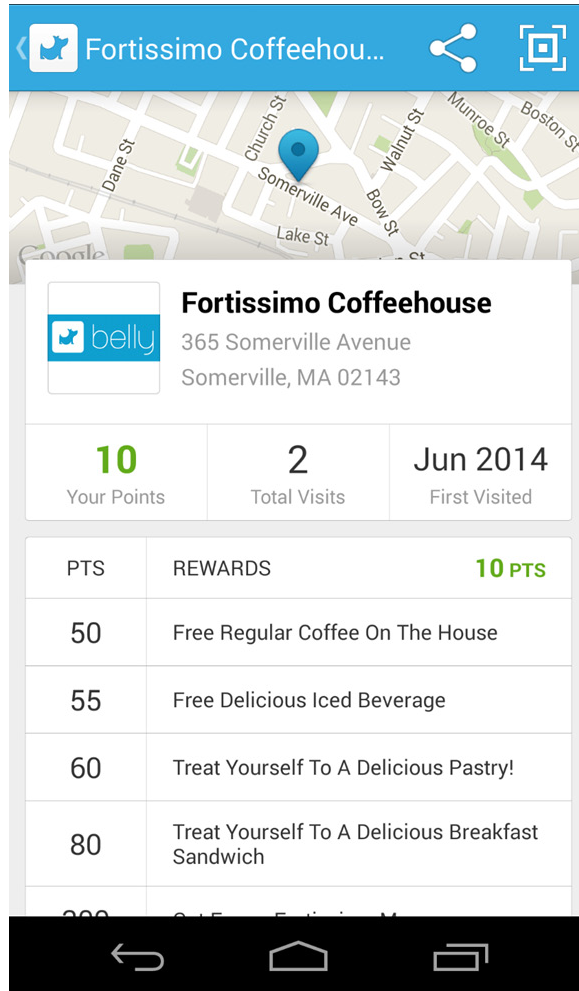 Fortissimo Coffeehou...
Church St
Munroe St
Boston St
Dane St
Walnut St
Somerville Ave
Bow St
Lake St
Google
belly
Fortissimo Coffeehouse
365 Somerville Avenue
Somerville, MA 02143
10
2
Jun 2014
Your Points
Total Visits
First Visited
PTS
REWARDS
10 PTS
50
Free Regular Coffee On The House
55
Free Delicious Iced Beverage
60
Treat Yourself To A Delicious Pastry!
80
Treat Yourself To A Delicious Breakfast
Sandwich